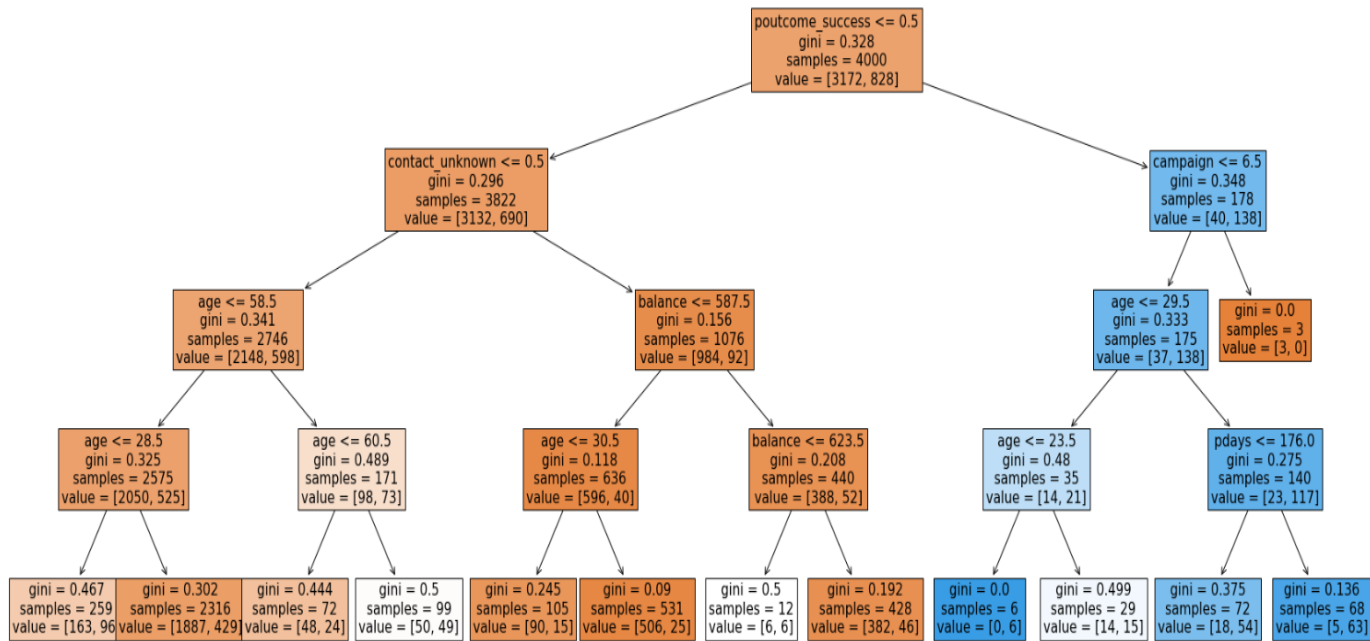 poutcome_success <= 0.5
gini = 0.328
samples = 4000
value = [3172, 828]
contact_unknown <= 0.5
gini = 0.296
samples = 3822
value = [3132, 690]
campaign <= 6.5
gini = 0.348
samples = 178
value = [40, 138]
age <= 58.5
gini = 0.341
samples = 2746
value = [2148, 598]
balance <= 587.5
gini = 0.156
samples = 1076
value = [984, 92]
age <= 29.5
gini = 0.333
samples = 175
value = [37, 138]
gini = 0.0
samples = 3
value = [3, 0]
age <= 28.5
gini = 0.325
samples = 2575
value = [2050, 525]
age <= 60.5
gini = 0.489
samples = 171
value = [98, 73]
age <= 30.5
gini = 0.118
samples = 636
value = [596, 40]
balance <= 623.5
gini = 0.208
samples = 440
value = [388, 52]
age <= 23.5
gini = 0.48
samples = 35
value = [14, 21]
pdays <= 176.0
gini = 0.275
samples = 140
value = [23, 117]
gini = 0.467
samples = 259
value = [163, 96
gini = 0.302
samples = 2316
value = [1887, 429]
gini = 0.444
samples = 72
value = [48, 24]
gini = 0.5
samples = 99
value = [50, 49]
gini = 0.245
samples = 105
value = [90, 15]
gini = 0.09
samples = 531
value = [506, 25]
gini = 0.5
samples = 12
value = [6, 6]
gini = 0.192
samples = 428
value = [382, 46]
gini = 0.0
samples = 6
value = [0, 6]
gini = 0.499
samples = 29
value = [14, 15]
gini = 0.375
samples = 72
value = [18, 54]
gini = 0.136
samples = 68
value = [5, 63]